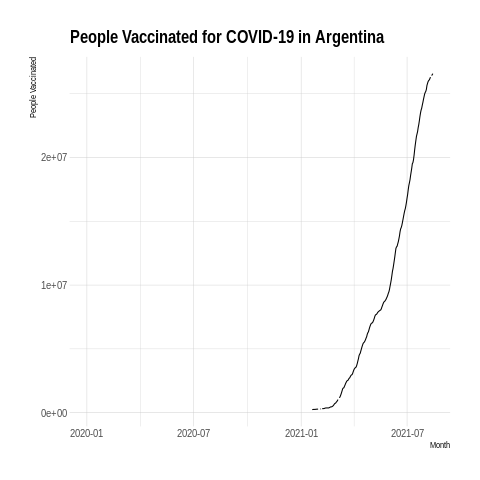 People Vaccinated for COVID-19 in Argentina
People Vaccinated
2e+07
1e+07
0e+00
2020-01
2020-07
2021-01
2021-07
Month